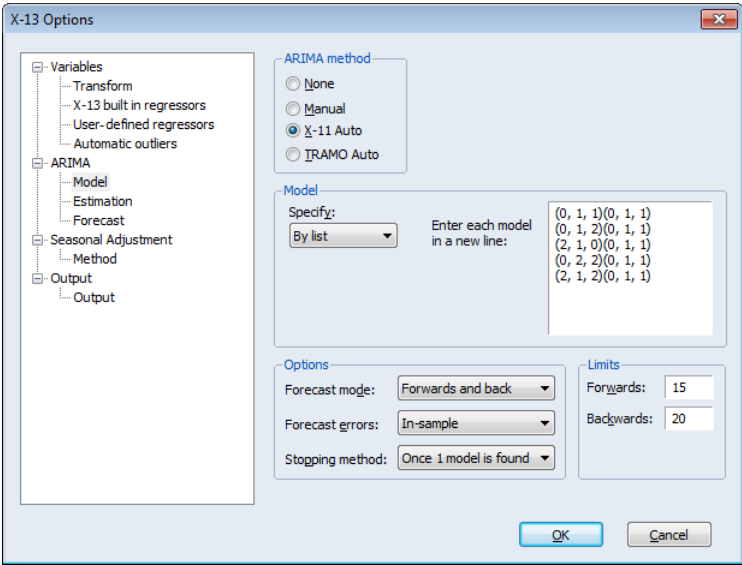 X-13 Options
Variables
Transform
X-13 built in regressors
User-defined regressors
Automatic outliers
ARIMA
Model
Estimation
Forecast
Seasonal Adjustment
Method
Output
Output
ARIMA method
None
Manual
X-11 Auto
TRAMO Auto
Model
Specify:
By list
Enter each model
in a new line:
(0, 1, 1)(0, 1, 1)
(0, 1, 2)(0, 1, 1)
(2, 1, 0)(0, 1, 1)
(0, 2, 2)(0, 1, 1)
(2, 1, 2)(0, 1, 1)
Options
Forecast mode: Forwards and back
Forecast errors: In-sample
Stopping method: Once 1 model is found
Limits
Forwards: 15
Backwards: 20
OK Cancel